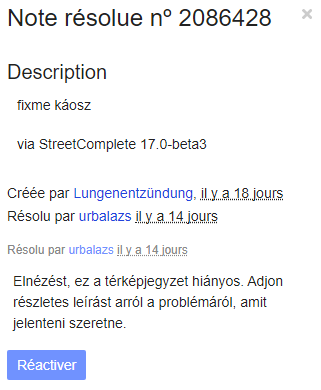 Note résolue nº 2086428
×
Description
fixme káosz
via StreetComplete 17.0-beta3
Créée par Lungenentzündung, il y a 18 jours
Résolu par urbalazs il y a 14 jours
Résolu par urbalazs il y a 14 jours
Elnézést, ez a térképjegyzet hiányos. Adjon
részletes leírást arról a problémáról, amit
jelenteni szeretne.
Réactiver